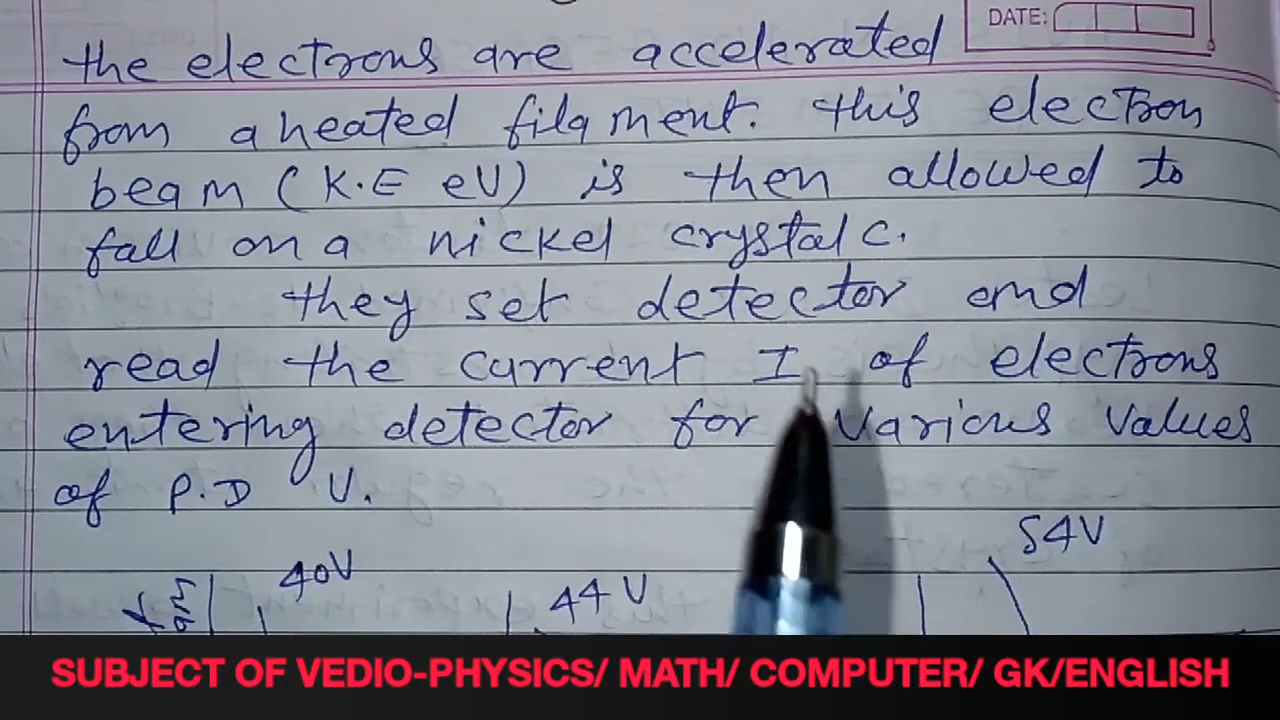 DATE:
the electrons are accelerated
from a heated filament. this electron
beam (K.E eV) is then allowed to
fall on a nickel crystal c.
they set detector and
read the current I of electrons
entering detector for various values
of P.D V.
54V
40V
44V
SUBJECT OF VEDIO-PHYSICS/ MATH/ COMPUTER/ GK/ENGLISH